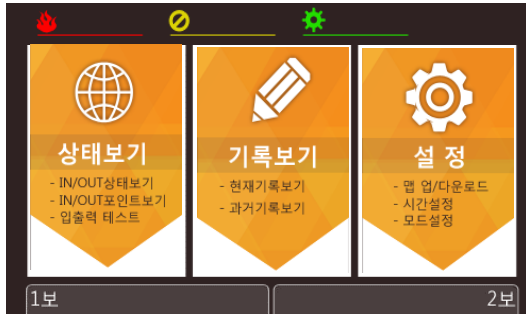 상태보기
- IN/OUT상태보기
- IN/OUT포인트보기
- 입출력 테스트
기록보기
- 현재기록보기
- 과거기록보기
설 정
- 맵 업/다운로드
- 시간설정
- 모드설정
1보
2보